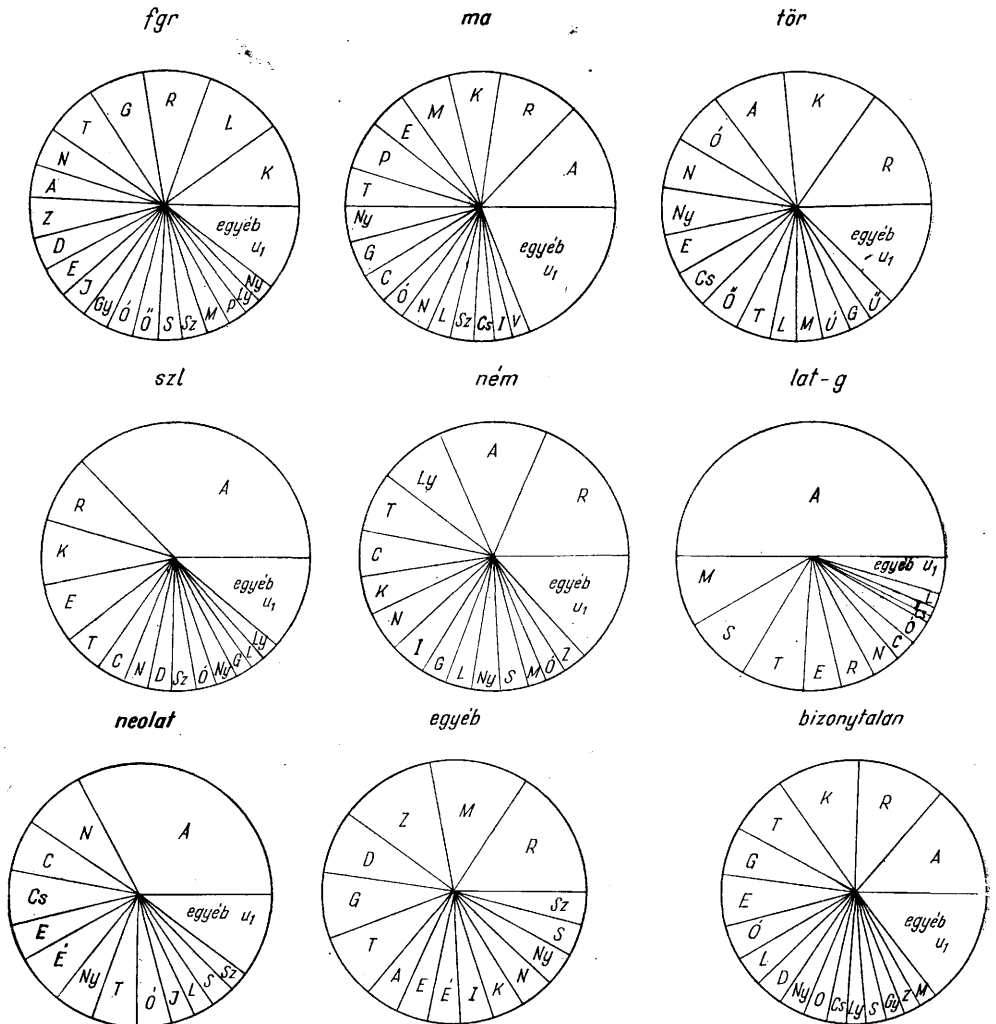 fgr
K
L
R
G
T
N
A
Z
D
E
J
Gy
Ó
Ő
S
Sz
M
P
Ly
Ny
egyéb
u₁
ma
A
R
K
M
E
P
T
Ny
G
C
Ó
N
L
Sz
Cs
I
V
egyéb
u₁
tör
R
K
A
Ó
N
Ny
E
Cs
Ő
T
L
M
Ú
G
Ű
egyéb
u₁
szl
A
R
K
E
T
C
N
D
Sz
Ó
Ny
G
L
Ly
egyéb
u₁
ném
R
A
Ly
T
C
K
N
I
G
L
Ny
S
M
Ó
Z
egyéb
u₁
lat-g
A
M
S
T
E
R
N
C
Ó
L
egyéb u₁
neolat
A
N
C
Cs
E
É
Ny
T
Ó
J
L
S
Sz
egyéb u₁
egyéb
R
M
Z
D
G
T
A
E
É
I
K
N
Ny
S
Sz
bizonytalan
A
R
K
T
G
E
Ó
L
D
Ny
O
Cs
Ly
S
Gy
Z
M
egyéb
u₁